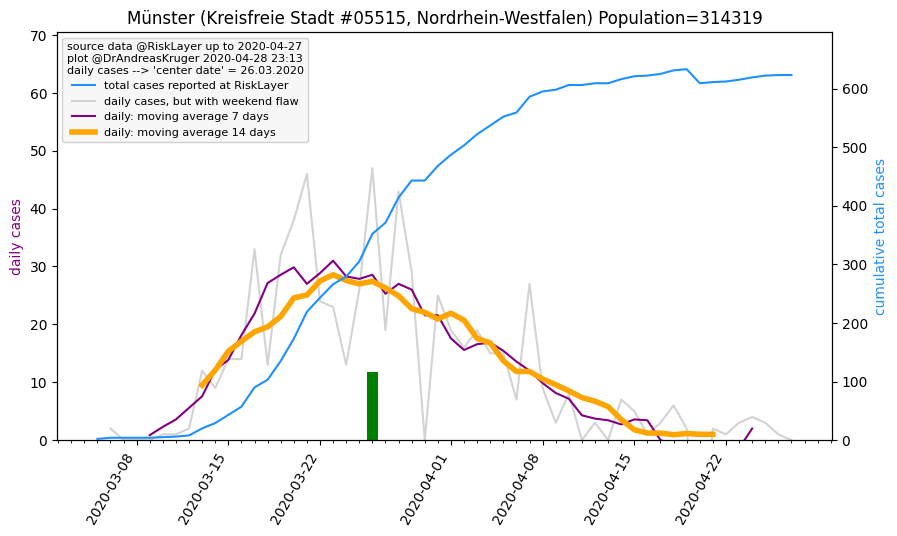 Münster (Kreisfreie Stadt #05515, Nordrhein-Westfalen) Population=314319
source data @RiskLayer up to 2020-04-27
plot @DrAndreasKruger 2020-04-28 23:13
daily cases --> 'center date' = 26.03.2020
total cases reported at RiskLayer
daily cases, but with weekend flaw
daily: moving average 7 days
daily: moving average 14 days
daily cases
70
60
50
40
30
20
10
0
cumulative total cases
600
500
400
300
200
100
0
2020-03-08
2020-03-15
2020-03-22
2020-04-01
2020-04-08
2020-04-15
2020-04-22